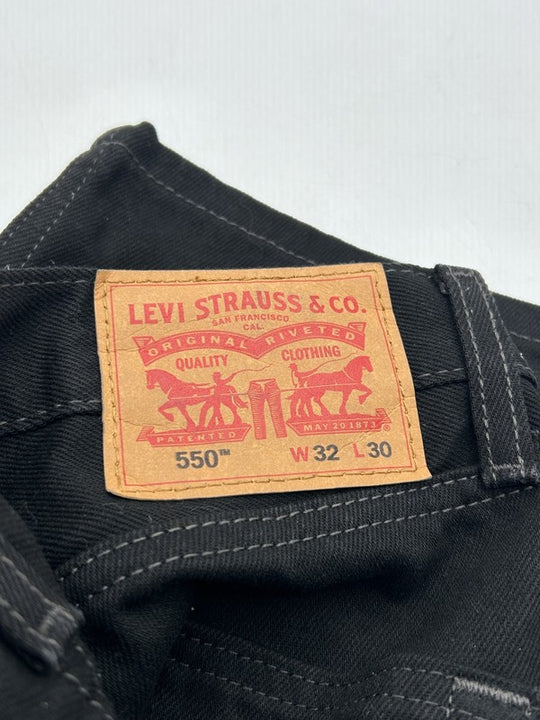 LEVI STRAUSS & CO.
SAN FRANCISCO
CAL.
ORIGINAL RIVETED
QUALITY CLOTHING
PATENTED MAY 20 1873
550™ W 32 L 30